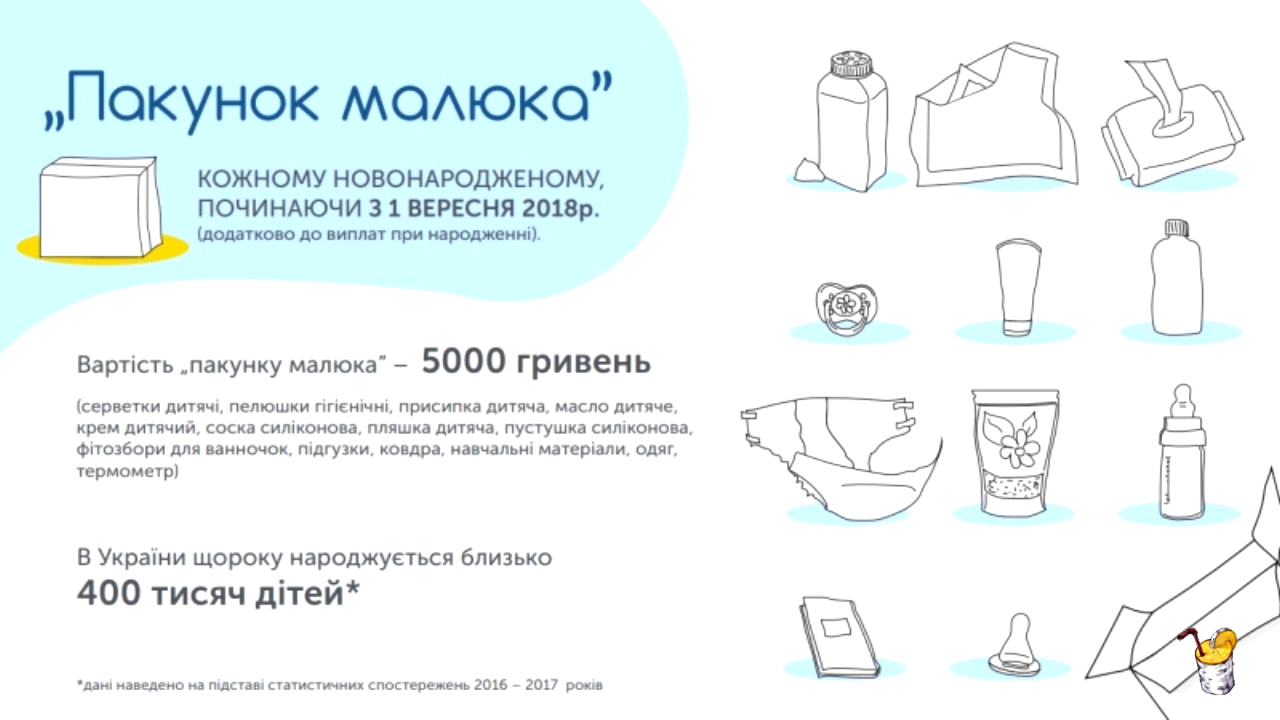 „Пакунок малюка”
КОЖНОМУ НОВОНАРОДЖЕНОМУ,
ПОЧИНАЮЧИ З 1 ВЕРЕСНЯ 2018р.
(додатково до виплат при народженні).
Вартість „пакунку малюка” – 5000 гривень
(серветки дитячі, пелюшки гігієнічні, присипка дитяча, масло дитяче,
крем дитячий, соска силіконова, пляшка дитяча, пустушка силіконова,
фітозбори для ванночок, підгузки, ковдра, навчальні матеріали, одяг,
термометр)
В України щороку народжується близько
400 тисяч дітей*
*дані наведено на підставі статистичних спостережень 2016 – 2017 років